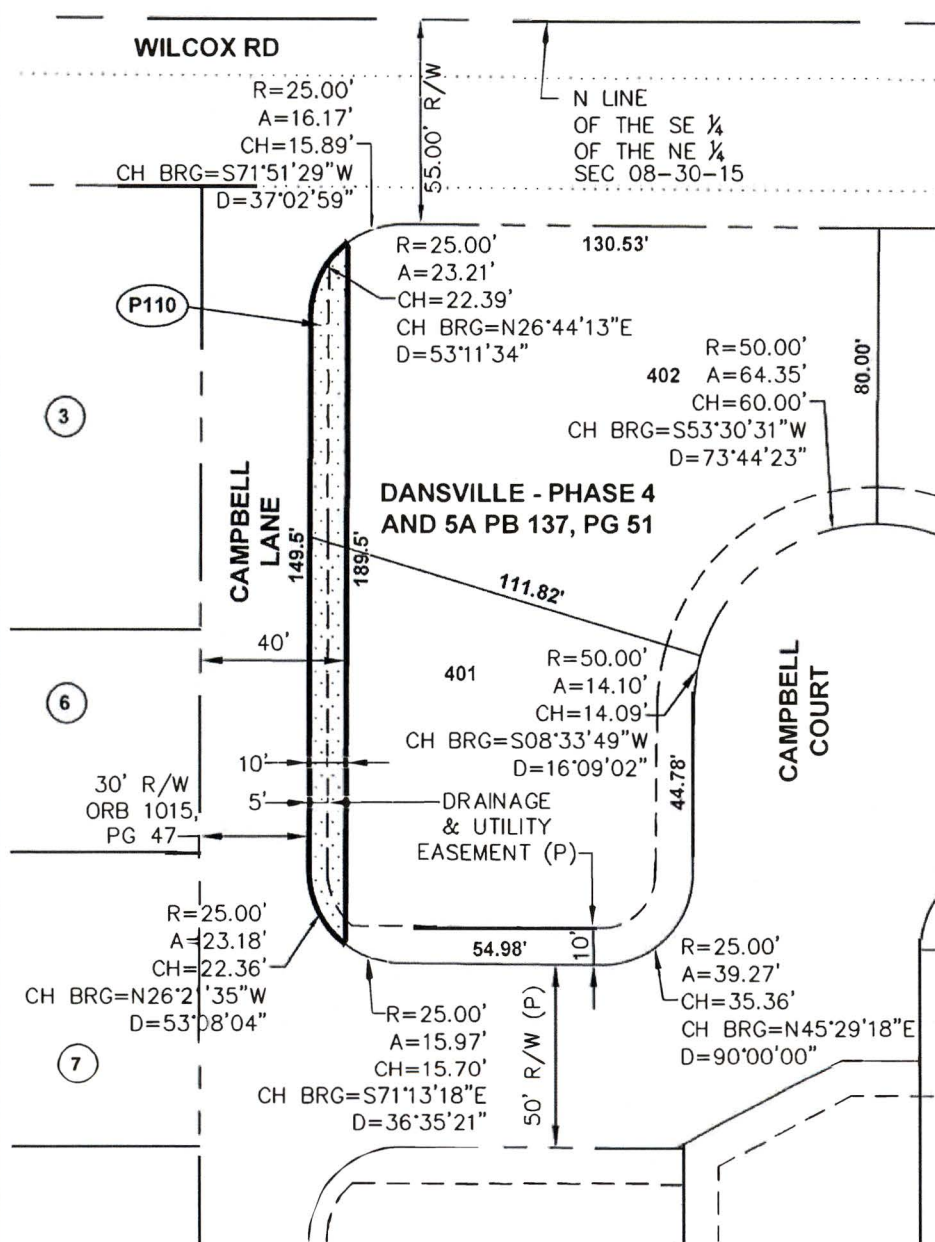 WILCOX RD
55.00' R/W
N LINE
OF THE SE ¼
OF THE NE ¼
SEC 08-30-15
R=25.00'
A=16.17'
CH=15.89'
CH BRG=S71°51'29"W
D=37°02'59"
130.53'
R=25.00'
A=23.21'
CH=22.39'
CH BRG=N26°44'13"E
D=53°11'34"
P110
3
402
R=50.00'
A=64.35'
CH=60.00'
CH BRG=S53°30'31"W
D=73°44'23"
80.00'
DANSVILLE - PHASE 4
AND 5A PB 137, PG 51
CAMPBELL
LANE
149.5'
189.5'
111.82'
40'
6
401
R=50.00'
A=14.10'
CH=14.09'
CH BRG=S08°33'49"W
D=16°09'02"
CAMPBELL
COURT
44.78'
10'
5'
30' R/W
ORB 1015,
PG 47
DRAINAGE
& UTILITY
EASEMENT (P)
R=25.00'
A=23.18'
CH=22.36'
D=53°08'04"
54.98'
10'
R=25.00'
A=39.27'
CH=35.36'
CH BRG=N45°29'18"E
D=90°00'00"
7
R=25.00'
A=15.97'
CH=15.70'
CH BRG=S71°13'18"E
D=36°35'21"
50' R/W (P)